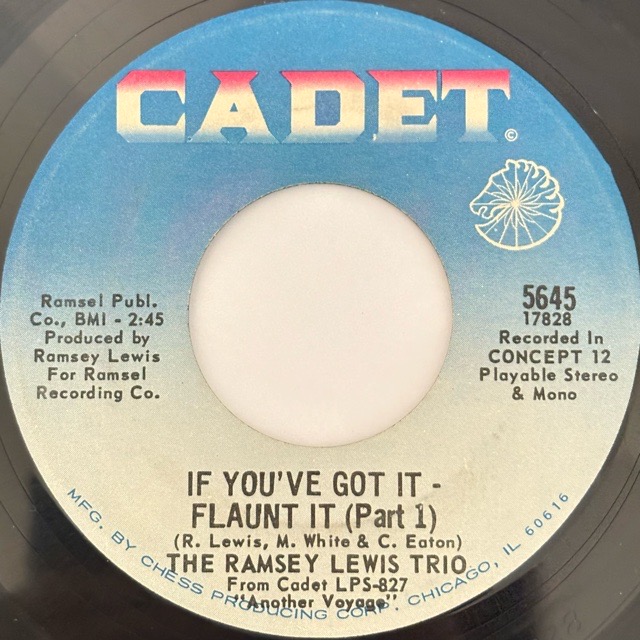 CADET
©
Ramsel Publ.
Co., BMI - 2:45
Produced by
Ramsey Lewis
For Ramsel
Recording Co.
5645
17828
Recorded In
CONCEPT 12
Playable Stereo
& Mono
IF YOU'VE GOT IT -
FLAUNT IT (Part 1)
(R. Lewis, M. White & C. Eaton)
THE RAMSEY LEWIS TRIO
From Cadet LPS-827
"Another Voyage".
MFG. BY CHESS PRODUCING CORP. CHICAGO, IL 60616